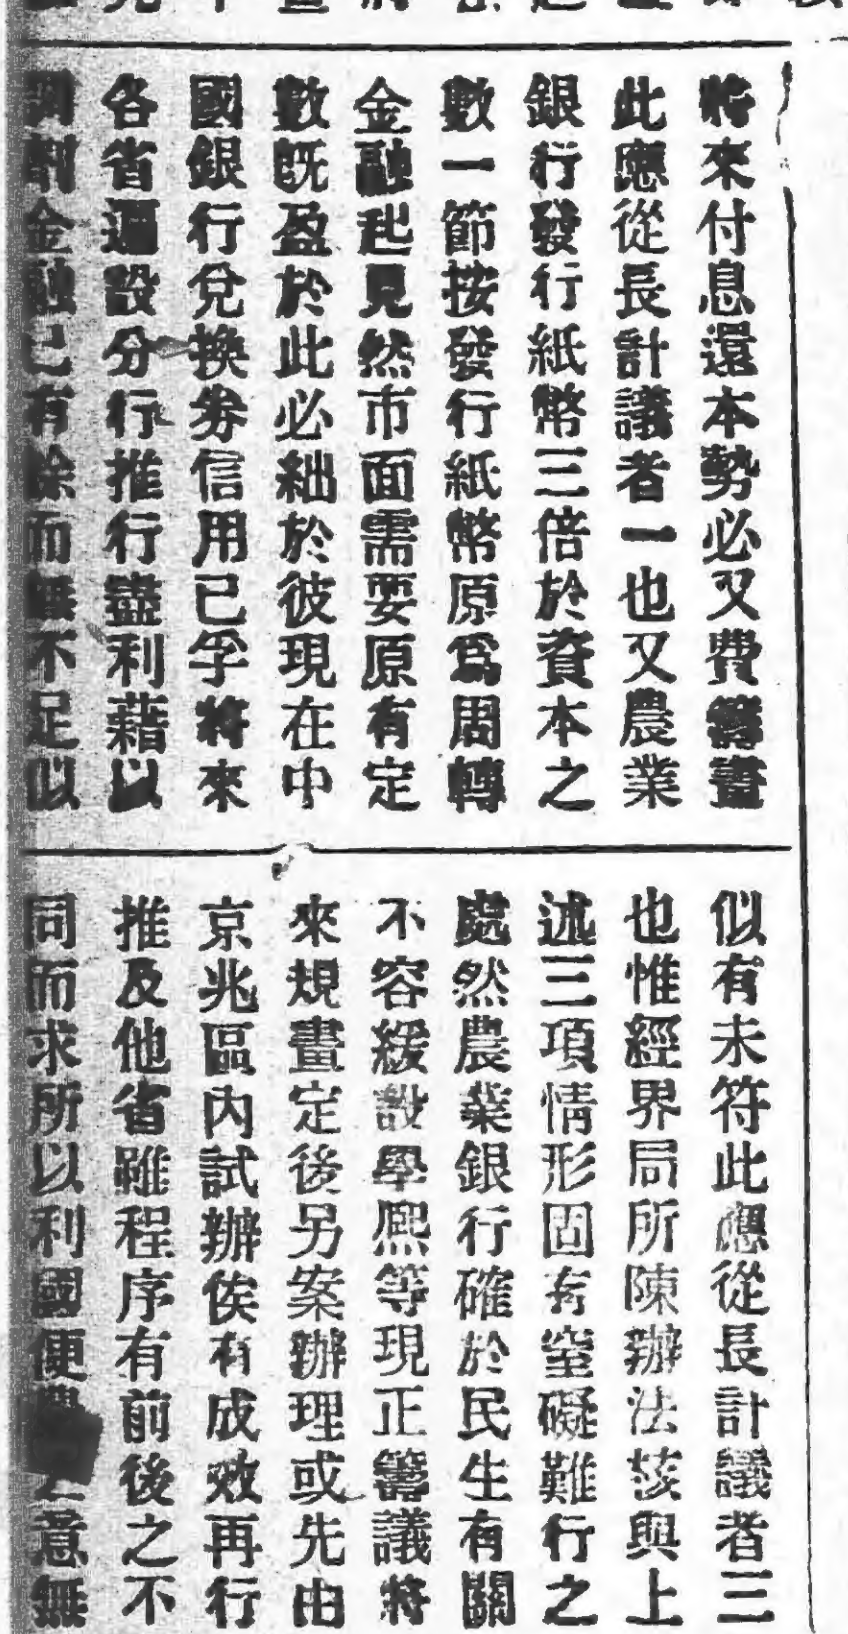 將來付息還本勢必又費籌畫
此應從長計議者一也又農業
銀行發行紙幣三倍於資本之
數一節按發行紙幣原爲周轉
金融起見然市面需要原有定
數旣盈於此必絀於彼現在中
國銀行兌換券信用已孚將來
各省遍設分行推行盡利藉以
調劑金融已有餘而無不足似
似有未符此應從長計議者三
也惟經界局所陳辦法核與上
述三項情形固有窒礙難行之
處然農業銀行確於民生有關
不容緩設學熙等現正籌議將
來規畫定後另案辦理或先由
京兆區內試辦俟有成效再行
推及他省雖程序有前後之不
同而求所以利國便意無